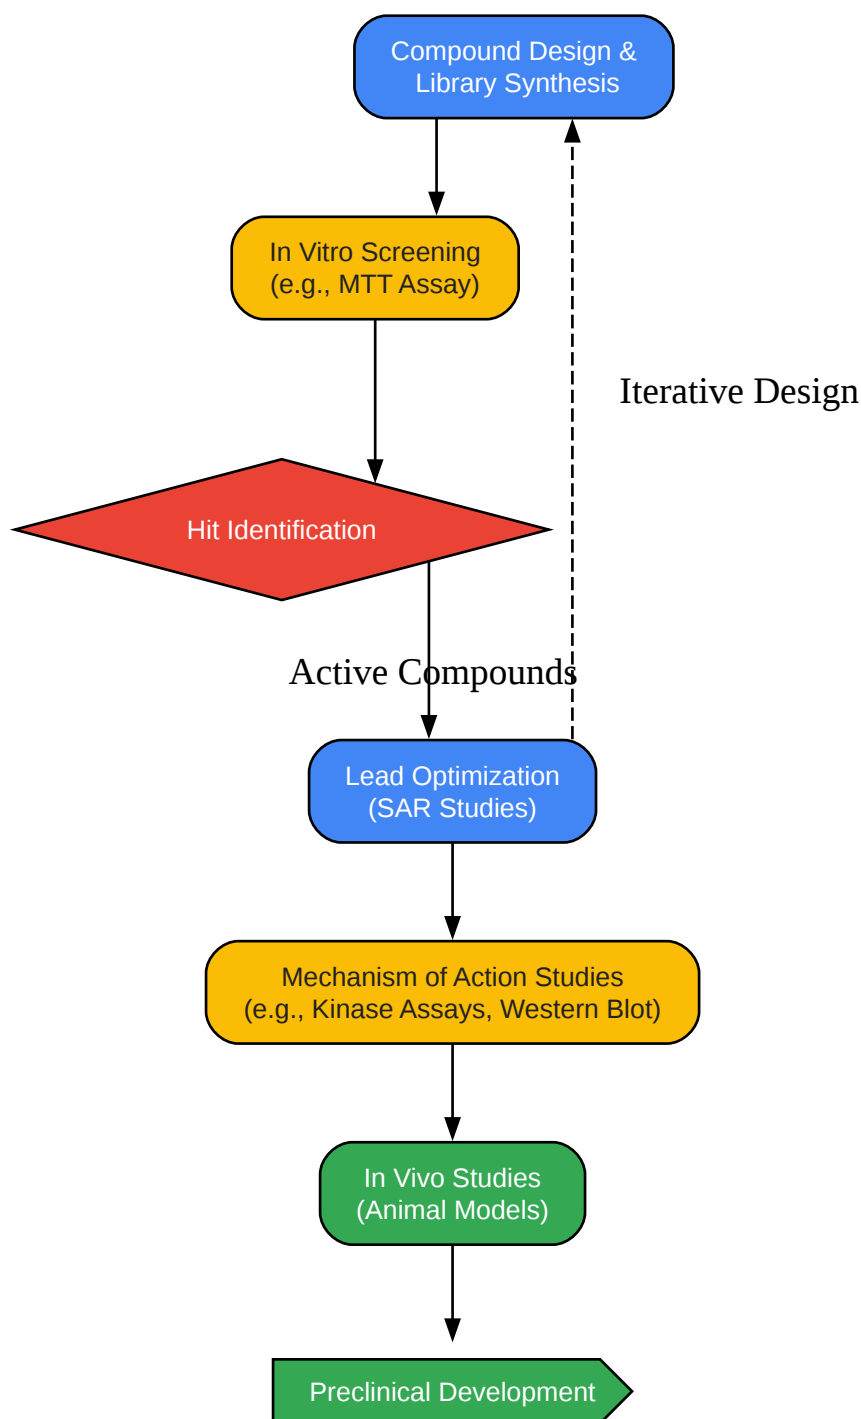 Compound Design &
Library Synthesis
In Vitro Screening
(e.g., MTT Assay)
Iterative Design
Hit Identification
Active Compounds
Lead Optimization
(SAR Studies)
Mechanism of Action Studies
(e.g., Kinase Assays, Western Blot)
In Vivo Studies
(Animal Models)
Preclinical Development